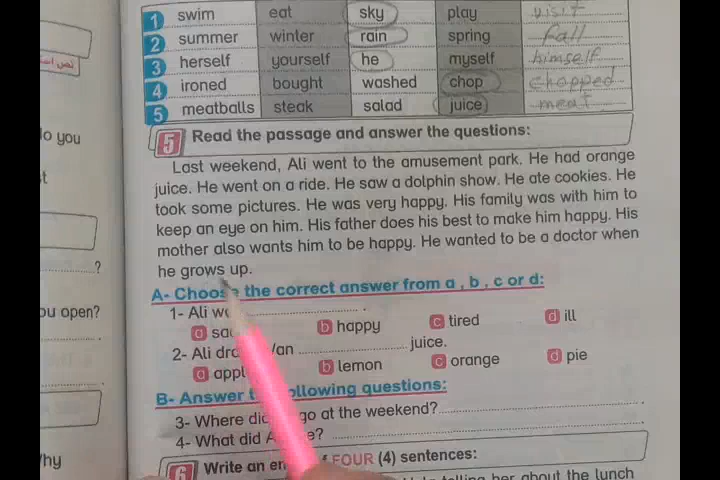 1 swim eat sky play visit
2 summer winter rain spring fall
3 herself yourself he myself himself
4 ironed bought washed chop chopped
5 meatballs steak salad juice meat
5 Read the passage and answer the questions:
Last weekend, Ali went to the amusement park. He had orange
juice. He went on a ride. He saw a dolphin show. He ate cookies. He
took some pictures. He was very happy. His family was with him to
keep an eye on him. His father does his best to make him happy. His
mother also wants him to be happy. He wanted to be a doctor when
he grows up.
A- Choose the correct answer from a , b , c or d:
1- Ali
a b happy c tired d ill
2- Ali /an juice.
a b lemon c orange d pie
B- Answer following questions:
3- Where go at the weekend?
4- What did
6 Write an FOUR (4) sentences:
telling her about the lunch
o you
?
ou open?
hy